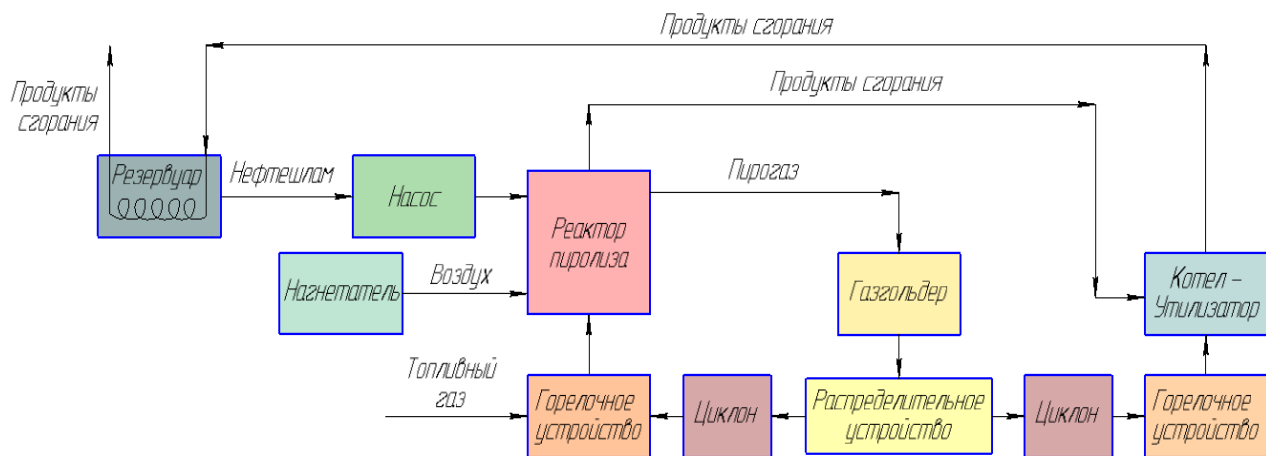 Продукты сгорания
Продукты
сгорания
Продукты сгорания
Резервуар
Нефтешлам
Насос
Реактор
пиролиза
Пирогаз
Нагнетатель
Воздух
Газгольдер
Котел -
Утилизатор
Топливный
газ
Горелочное
устройство
Циклон
Распределительное
устройство
Циклон
Горелочное
устройство